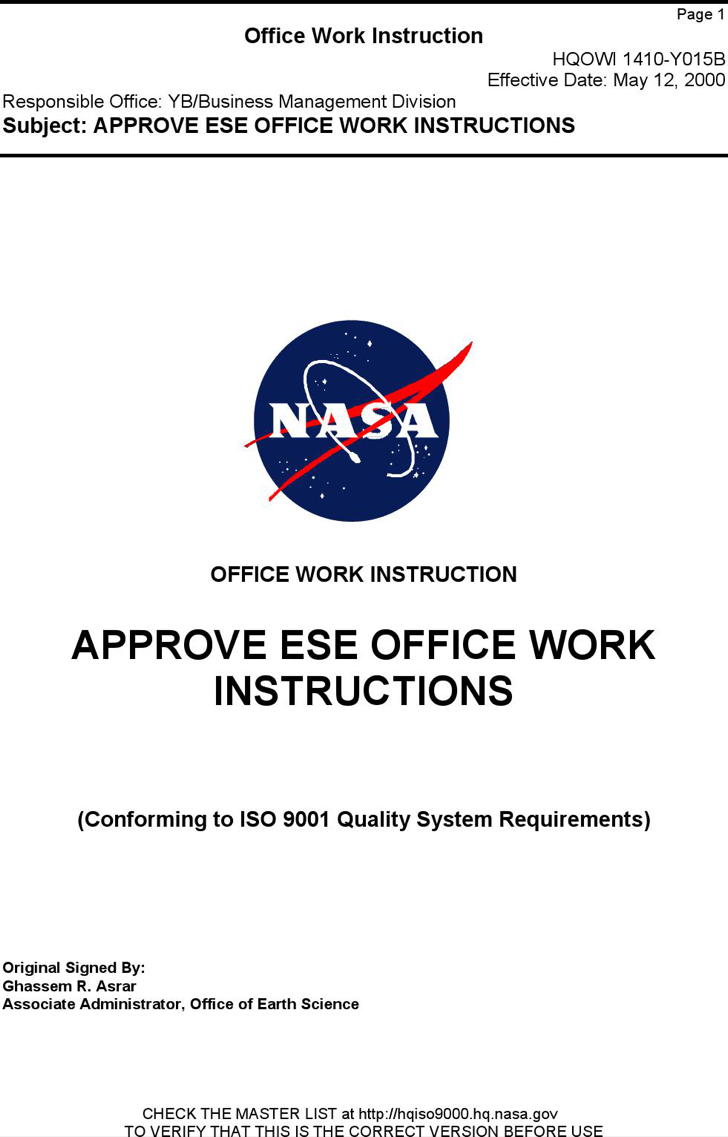 Page 1
Office Work Instruction
HQOWI 1410-Y015B
Effective Date: May 12, 2000
Responsible Office: YB/Business Management Division
Subject: APPROVE ESE OFFICE WORK INSTRUCTIONS
NASA
OFFICE WORK INSTRUCTION
APPROVE ESE OFFICE WORK
INSTRUCTIONS
(Conforming to ISO 9001 Quality System Requirements)
Original Signed By:
Ghassem R. Asrar
Associate Administrator, Office of Earth Science
CHECK THE MASTER LIST at http://hqiso9000.hq.nasa.gov
TO VERIFY THAT THIS IS THE CORRECT VERSION BEFORE USE